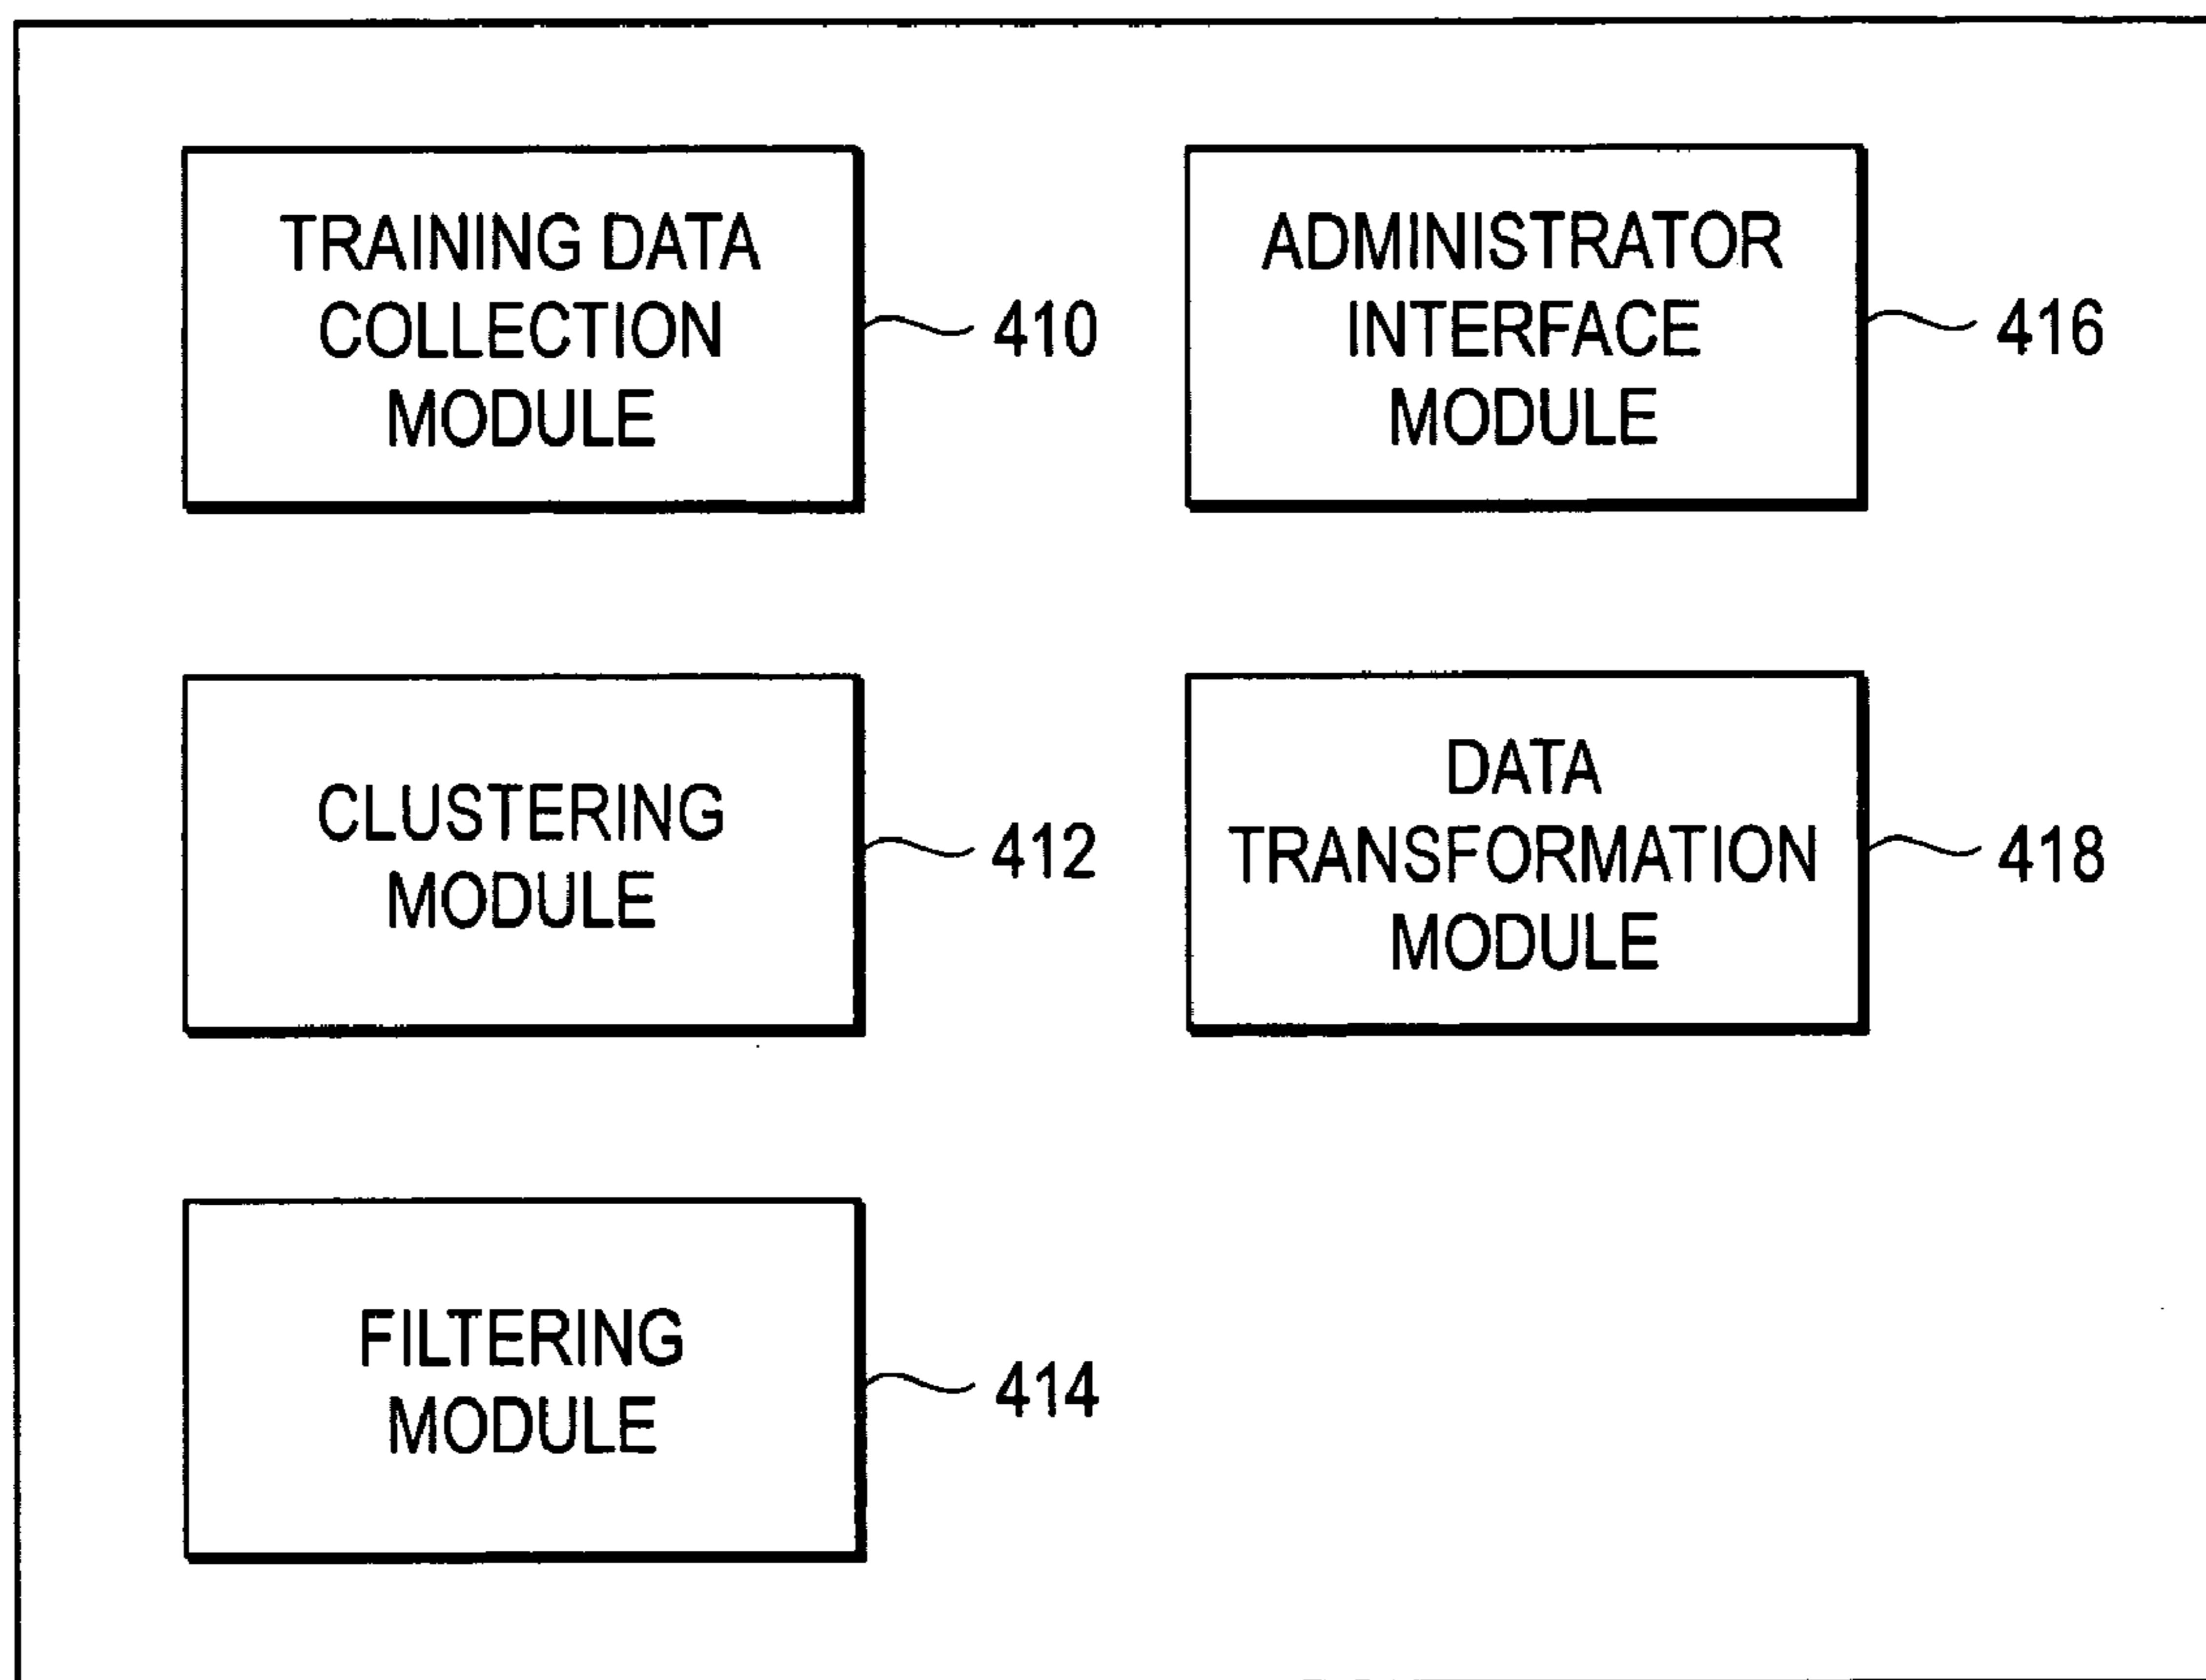 TRAINING DATA
COLLECTION
MODULE
410
ADMINISTRATOR
INTERFACE
MODULE
416
CLUSTERING
MODULE
412
DATA
TRANSFORMATION
MODULE
418
FILTERING
MODULE
414